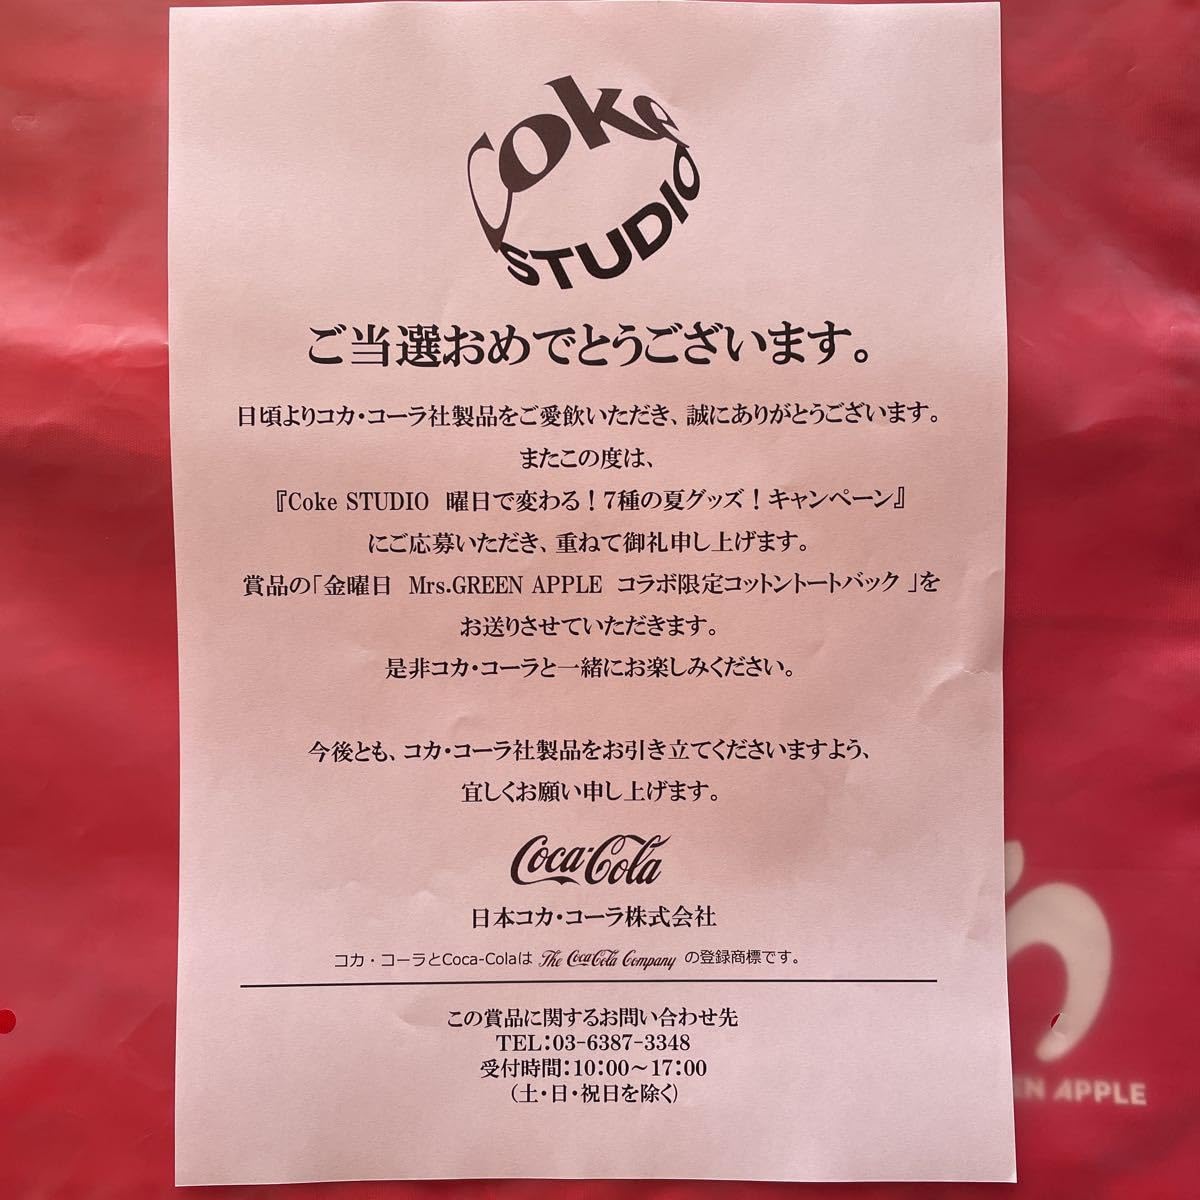 Coke
STUDIO
ご当選おめでとうございます。
日頃よりコカ・コーラ社製品をご愛飲いただき、誠にありがとうございます。
またこの度は、
『Coke STUDIO　曜日で変わる！7種の夏グッズ！キャンペーン』
にご応募いただき、重ねて御礼申し上げます。
賞品の「金曜日　Mrs.GREEN APPLE　コラボ限定コットントートバック 」を
お送りさせていただきます。
是非コカ・コーラと一緒にお楽しみください。
今後とも、コカ・コーラ社製品をお引き立てくださいますよう、
宜しくお願い申し上げます。
Coca-Cola
日本コカ・コーラ株式会社
コカ・コーラとCoca-Colaは The Coca-Cola Company の登録商標です。
この賞品に関するお問い合わせ先
TEL：03-6387-3348
受付時間：10：00～17：00
（土・日・祝日を除く）
EN APPLE